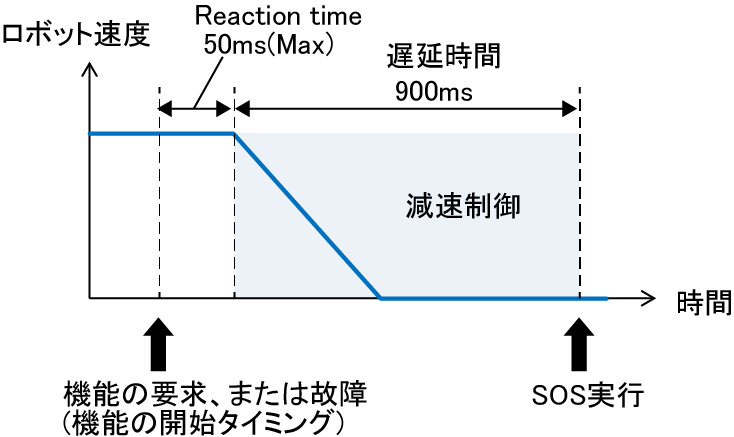 Reaction time
50ms(Max)
ロボット速度
遅延時間
900ms
減速制御
時間
機能の要求、または故障
(機能の開始タイミング)
SOS実行